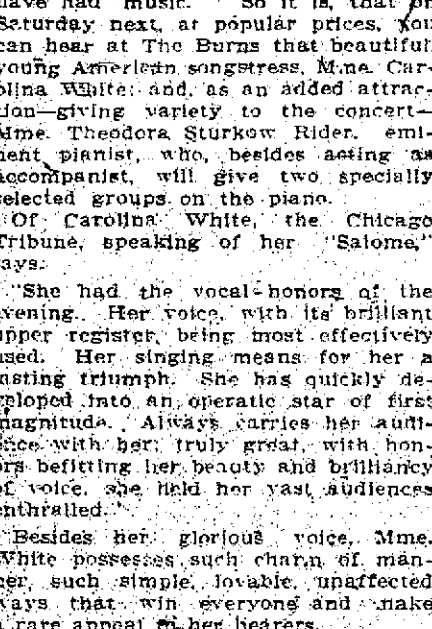 have had music." So it is, that on
Saturday next, at popular prices, you
can hear at The Burns that beautiful
young American songstress, Mme. Car-
olina White; and, as an added attrac-
tion—giving variety to the concert—
Mme. Theodora Sturkow Rider, emi-
nent pianist, who, besides acting as
accompanist, will give two specially
selected groups on the piano.
Of Carolina White, the Chicago
Tribune, speaking of her "Salome,"
says:
"She had the vocal honors of the
evening. Her voice, with its brilliant
upper register, being most effectively
used. Her singing means for her a
lasting triumph. She has quickly de-
veloped into an operatic star of first
magnitude. Always carries her audi-
ence with her; truly great, with hon-
ors befitting her beauty and brilliancy
of voice, she held her vast audiences
enthralled."
Besides her glorious voice, Mme.
White possesses such charm of man-
ner, such simple, lovable, unaffected
ways that win everyone and make
a rare appeal to her hearers.